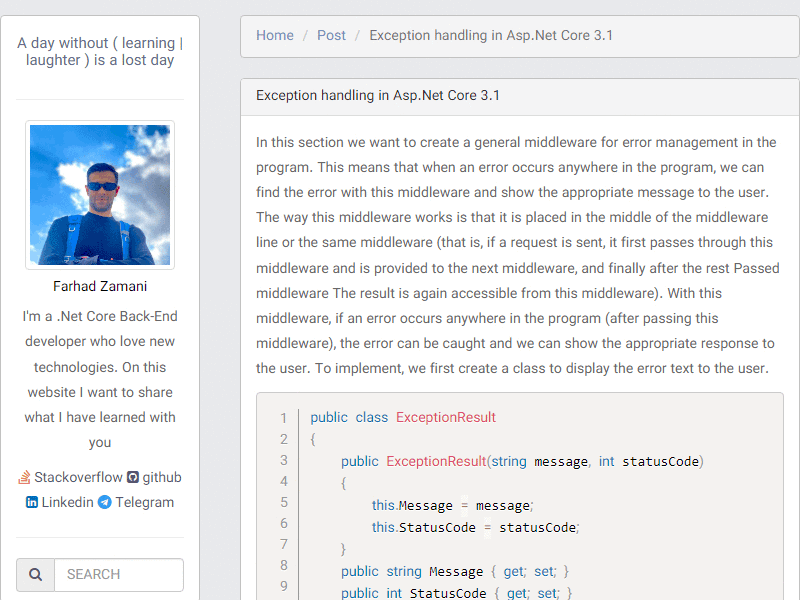 A day without ( learning |
laughter ) is a lost day
Farhad Zamani
I'm a .Net Core Back-End
developer who love new
technologies. On this
website I want to share
what I have learned with
you
Stackoverflow github
Linkedin Telegram
SEARCH
Home / Post / Exception handling in Asp.Net Core 3.1
Exception handling in Asp.Net Core 3.1
In this section we want to create a general middleware for error management in the
program. This means that when an error occurs anywhere in the program, we can
find the error with this middleware and show the appropriate message to the user.
The way this middleware works is that it is placed in the middle of the middleware
line or the same middleware (that is, if a request is sent, it first passes through this
middleware and is provided to the next middleware, and finally after the rest Passed
middleware The result is again accessible from this middleware). With this
middleware, if an error occurs anywhere in the program (after passing this
middleware), the error can be caught and we can show the appropriate response to
the user. To implement, we first create a class to display the error text to the user.
1 public class ExceptionResult
2 {
3 public ExceptionResult(string message, int statusCode)
4 {
5 this.Message = message;
6 this.StatusCode = statusCode;
7 }
8 public string Message { get; set; }
9 public int StatusCode { get; set; }